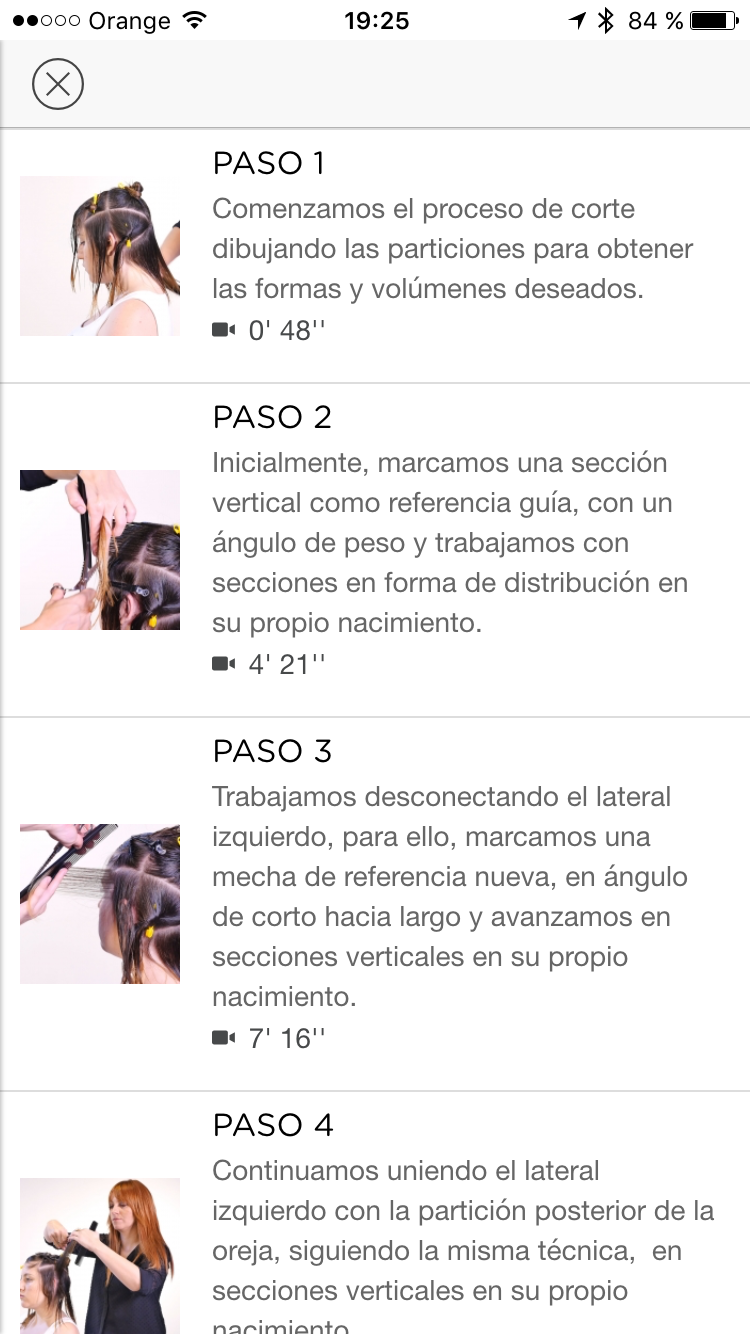 Orange 19:25 84 %
PASO 1
Comenzamos el proceso de corte
dibujando las particiones para obtener
las formas y volúmenes deseados.
0' 48''
PASO 2
Inicialmente, marcamos una sección
vertical como referencia guía, con un
ángulo de peso y trabajamos con
secciones en forma de distribución en
su propio nacimiento.
4' 21''
PASO 3
Trabajamos desconectando el lateral
izquierdo, para ello, marcamos una
mecha de referencia nueva, en ángulo
de corto hacia largo y avanzamos en
secciones verticales en su propio
nacimiento.
7' 16''
PASO 4
Continuamos uniendo el lateral
izquierdo con la partición posterior de la
oreja, siguiendo la misma técnica,  en
secciones verticales en su propio
nacimiento